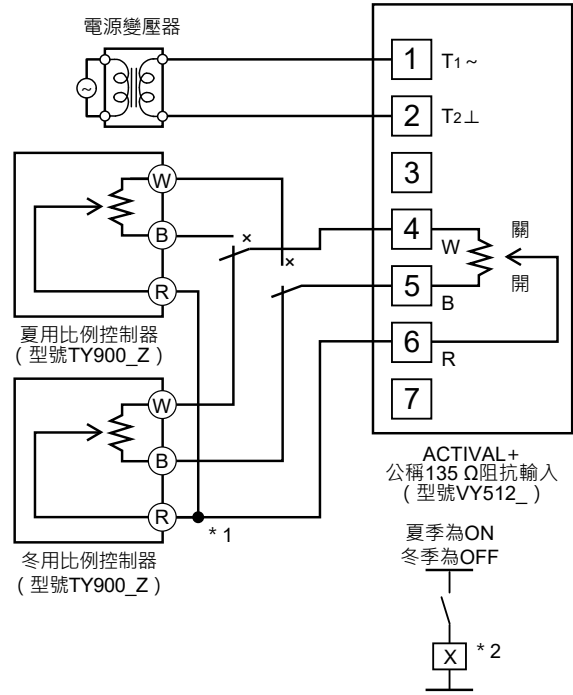 電源變壓器
~
1 T1~
2 T2⊥
3
4 W 關
5 B 開
6 R
7
W
B
R
×
×
夏用比例控制器
(型號TY900_Z)
W
B
R
* 1
冬用比例控制器
(型號TY900_Z)
ACTIVAL+
公稱135 Ω阻抗輸入
(型號VY512_)
夏季為ON
冬季為OFF
X * 2